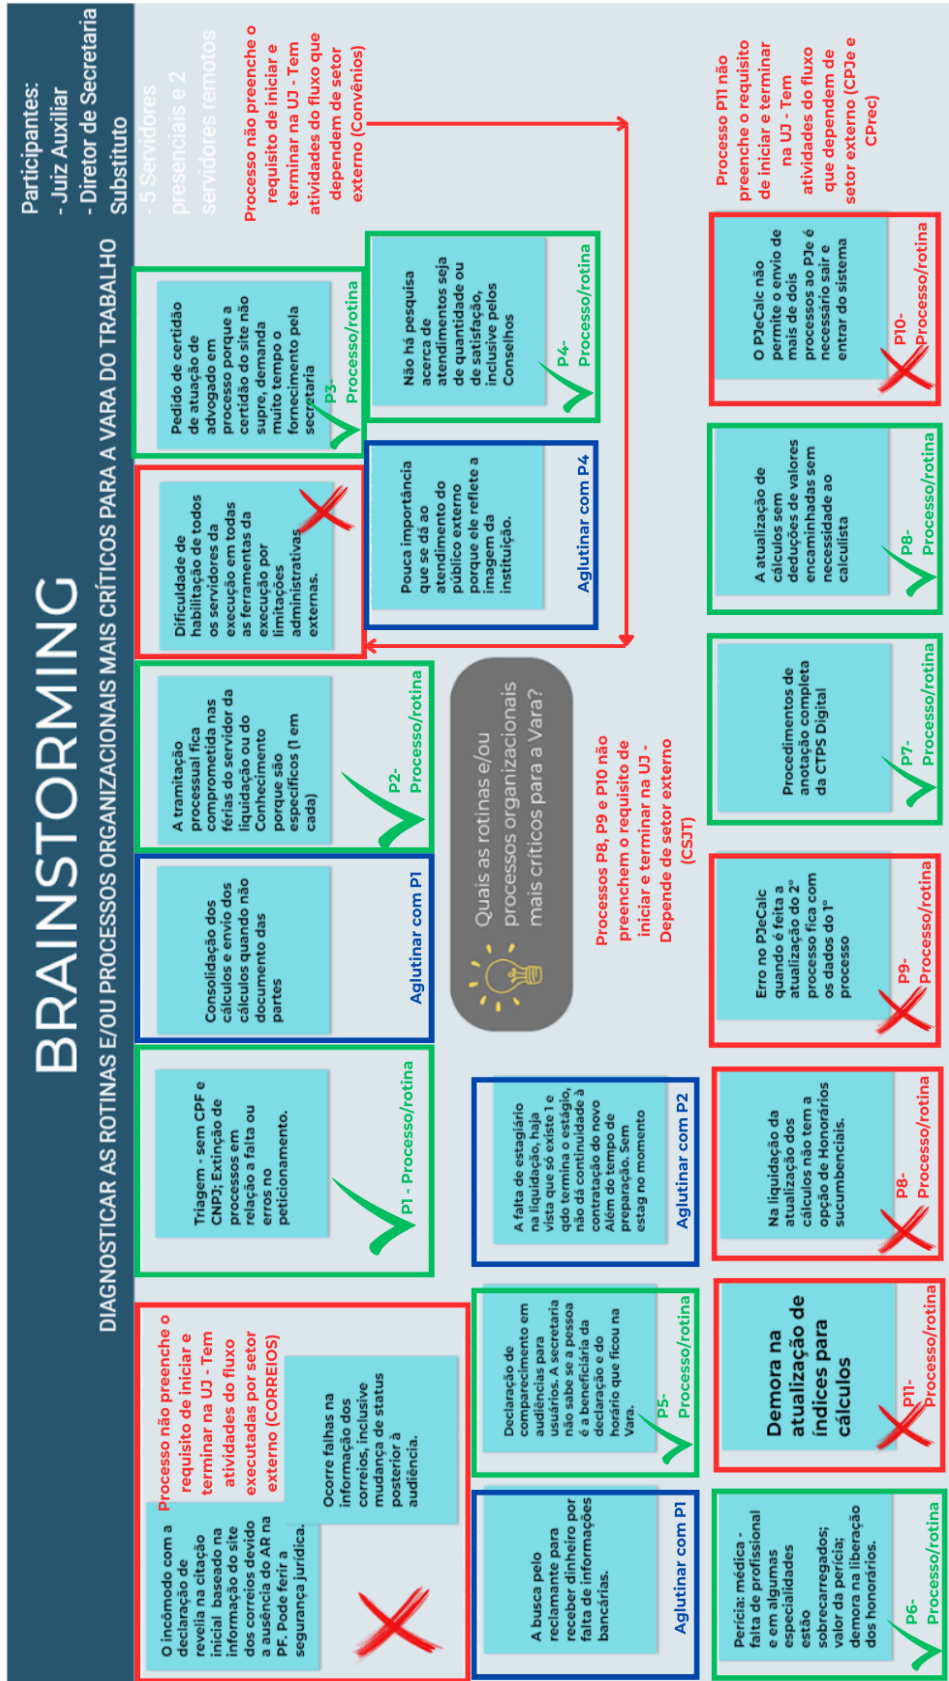 BRAINSTORMING
DIAGNOSTICAR AS ROTINAS E/OU PROCESSOS ORGANIZACIONAIS MAIS CRÍTICOS PARA A VARA DO TRABALHO
Participantes:
- Juiz Auxiliar
- Diretor de Secretaria
Substituto
- 5 Servidores
presenciais e 2
servidores remotos
O incômodo com a
declaração de
revelia na citação
inicial baseado na
informação do site
dos correios devido
a ausência do AR na
PF. Pode ferir a
segurança jurídica.
Processo não preenche o
requisito de iniciar e
terminar na UJ - Tem
atividades do fluxo
executadas por setor
externo (CORREIOS)
Ocorre falhas na
informação dos
correios, inclusive
mudança de status
posterior à
audiência.
Triagem - sem CPF e
CNPJ; Extinção de
processos em
relação a falta ou
erros no
peticionamento.
P1 - Processo/rotina
Consolidação dos
cálculos e envio dos
cálculos quando não
documento das
partes
Aglutinar com P1
A tramitação
processual fica
comprometida nas
férias do servidor da
liquidação ou do
Conhecimento
porque são
específicos (1 em
cada)
P2-
Processo/rotina
Dificuldade de
habilitação de todos
os servidores da
execução em todas
as ferramentas da
execução por
limitações
administrativas
externas.
Pedido de certidão
de atuação de
advogado em
processo porque a
certidão do site não
supre, demanda
muito tempo o
fornecimento pela
secretaria
P3-
Processo/rotina
Processo não preenche o
requisito de iniciar e
terminar na UJ - Tem
atividades do fluxo que
dependem de setor
externo (Convênios)
Pouca importância
que se dá ao
atendimento do
público externo
porque ele reflete a
imagem da
instituição.
Aglutinar com P4
Não há pesquisa
acerca de
atendimentos seja
de quantidade ou
de satisfação,
inclusive pelos
Conselhos
P4-
Processo/rotina
Quais as rotinas e/ou
processos organizacionais
mais críticos para a Vara?
A busca pelo
reclamante para
receber dinheiro por
falta de informações
bancárias.
Aglutinar com P1
Declaração de
comparecimento em
audiências para
usuários. A secretaria
não sabe se a pessoa
é a beneficiária da
declaração e do
horário que ficou na
Vara.
P5-
Processo/rotina
A falta de estagiário
na liquidação, haja
vista que só existe 1 e
qdo termina o estágio,
não dá continuidade à
contratação do novo
Além do tempo de
preparação. Sem
estag no momento
Aglutinar com P2
Processos P8, P9 e P10 não
preenchem o requisito de
iniciar e terminar na UJ -
Depende de setor externo
(CSJT)
Processo P11 não
preenche o requisito
de iniciar e terminar
na UJ - Tem
atividades do fluxo
que dependem de
setor externo (CPJe e
CPrec)
Perícia: médica -
falta de profissional
e em algumas
especialidades
estão
sobrecarregados;
valor da perícia;
demora na liberação
dos honorários.
P6-
Processo/rotina
Demora na
atualização de
índices para
cálculos
P11-
Processo/rotina
Na liquidação da
atualização dos
cálculos não tem a
opção de Honorários
sucumbenciais.
P8-
Processo/rotina
Erro no PJeCalc
quando é feita a
atualização do 2º
processo fica com
os dados do 1º
processo
P9-
Processo/rotina
Procedimentos de
anotação completa
da CTPS Digital
P7-
Processo/rotina
A atualização de
cálculos sem
deduções de valores
encaminhadas sem
necessidade ao
calculista
P8-
Processo/rotina
O PJeCalc não
permite o envio de
mais de dois
processos ao PJe é
necessário sair e
entrar do sistema
P10-
Processo/rotina